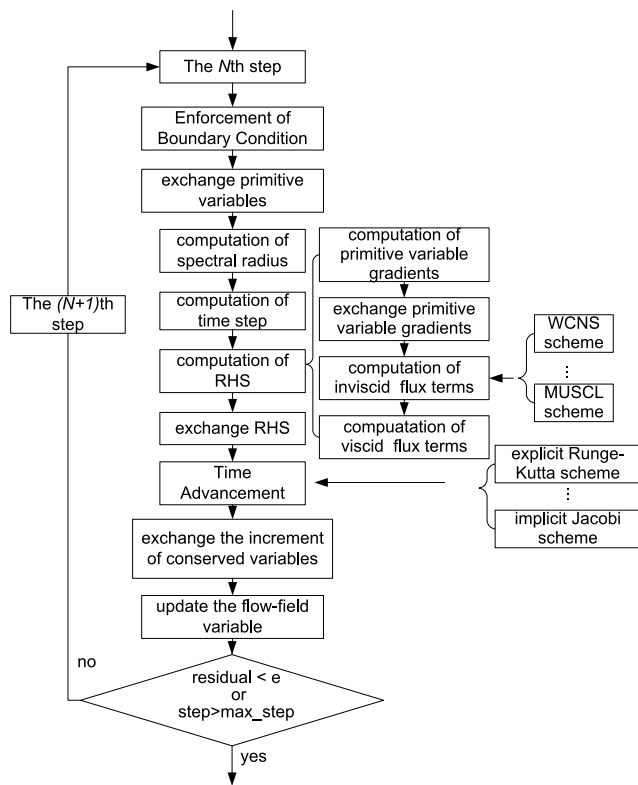 The Nth step
Enforcement of
Boundary Condition
exchange primitive
variables
computation of
spectral radius
computation of
time step
computation of
RHS
exchange RHS
Time
Advancement
exchange the increment
of conserved variables
update the flow-field
variable
residual < e
or
step>max_step
yes
no
The (N+1)th
step
computation of
primitive variable
gradients
exchange primitive
variable gradients
computation of
inviscid flux terms
compuatation of
viscid flux terms
WCNS
scheme
...
MUSCL
scheme
explicit Runge-
Kutta scheme
...
implicit Jacobi
scheme